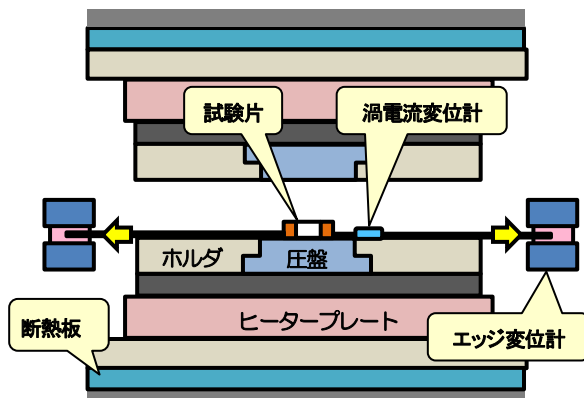 試験片
渦電流変位計
ホルダ
圧盤
断熱板
ヒータープレート
エッジ変位計